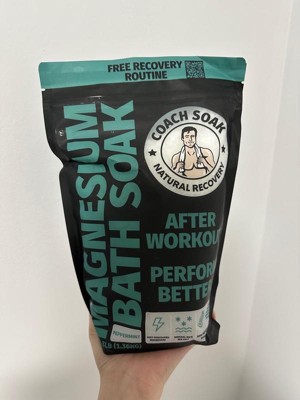 FREE RECOVERY
ROUTINE
MAGNESIUM
BATH SOAK
COACH SOAK
NATURAL RECOVERY
AFTER
WORKOUT
PERFORM
BETTER
PEPPERMINT